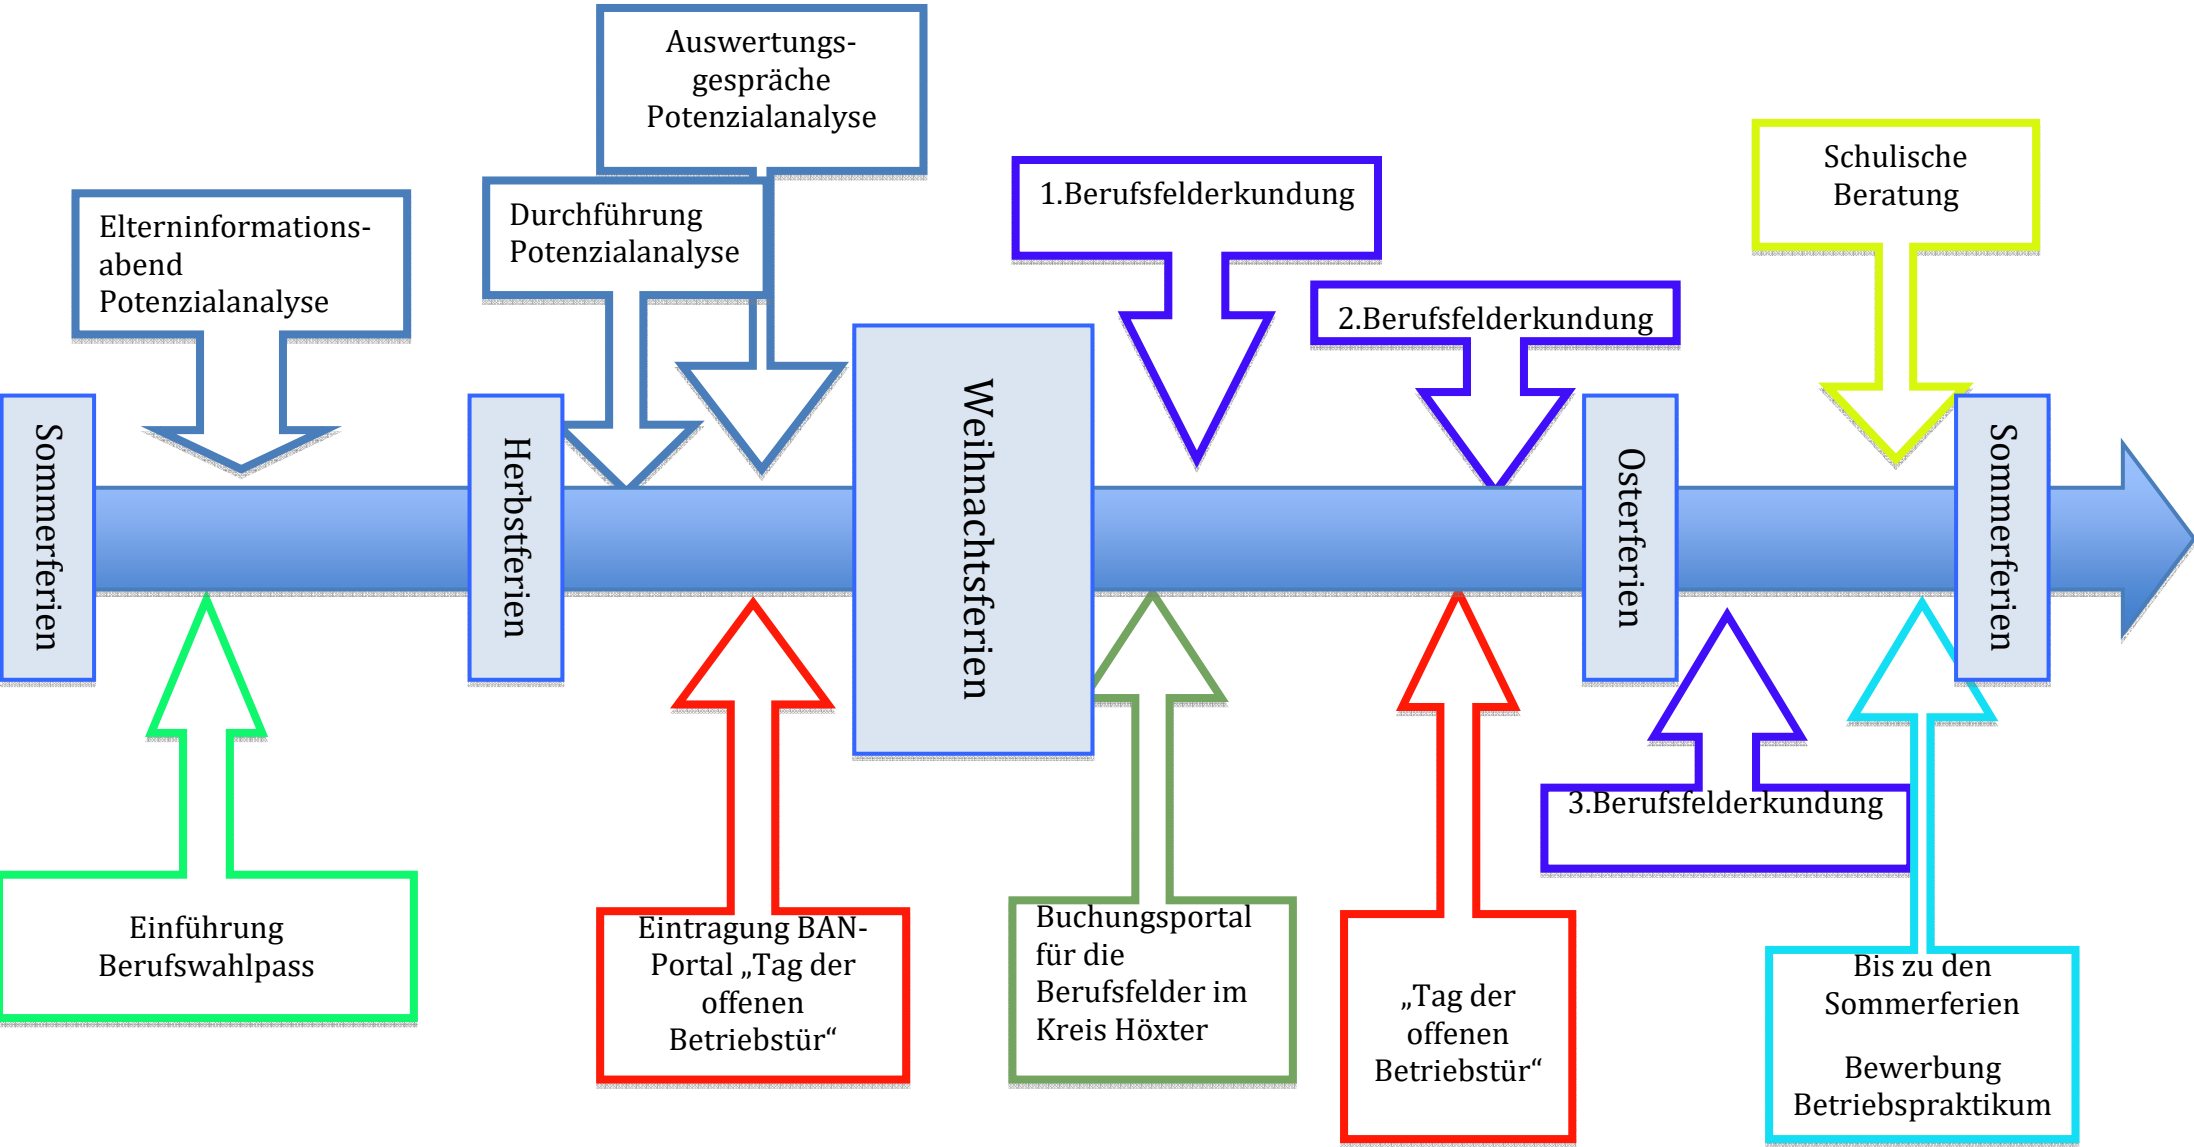 Auswertungs-
gespräche
Potenzialanalyse
Elterninformations-
abend
Potenzialanalyse
Durchführung
Potenzialanalyse
1.Berufsfelderkundung
2.Berufsfelderkundung
Schulische
Beratung
Sommerferien
Herbstferien
Weihnachtsferien
Osterferien
Sommerferien
Einführung
Berufswahlpass
Eintragung BAN-
Portal „Tag der
offenen
Betriebstür“
Buchungsportal
für die
Berufsfelder im
Kreis Höxter
„Tag der
offenen
Betriebstür“
3.Berufsfelderkundung
Bis zu den
Sommerferien
Bewerbung
Betriebspraktikum